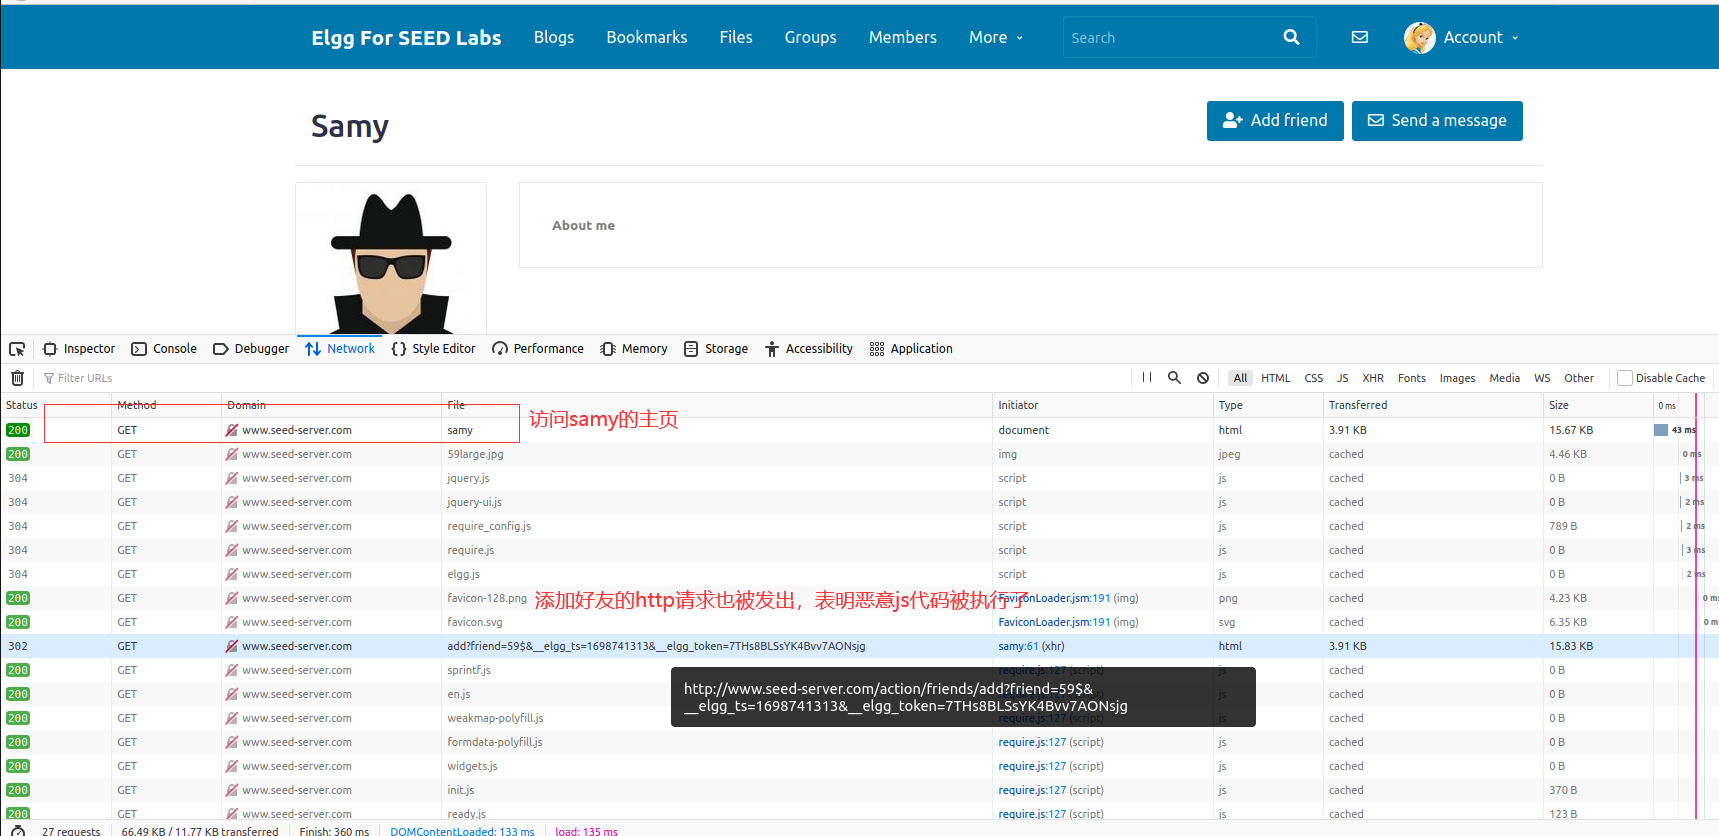 Elgg For SEED Labs Blogs Bookmarks Files Groups Members More Search Account
Samy
Add friend Send a message
About me
Inspector Console Debugger Network Style Editor Performance Memory Storage Accessibility Application
Filter URLs All HTML CSS JS XHR Fonts Images Media WS Other Disable Cache
Status Method Domain File Initiator Type Transferred Size 0 ms
访问samy的主页
200 GET www.seed-server.com samy document html 3.91 KB 15.67 KB 43 ms
200 GET www.seed-server.com 59large.jpg img jpeg cached 4.46 KB 0 ms
304 GET www.seed-server.com jquery.js script js cached 0 B 3 ms
304 GET www.seed-server.com jquery-ui.js script js cached 0 B 2 ms
304 GET www.seed-server.com require_config.js script js cached 789 B 2 ms
304 GET www.seed-server.com require.js script js cached 0 B 3 ms
304 GET www.seed-server.com elgg.js script js cached 0 B 2 ms
200 GET www.seed-server.com favicon-128.png FaviconLoader.jsm:191 (img) png cached 4.23 KB 0 ms
添加好友的http请求也被发出，表明恶意js代码被执行了
200 GET www.seed-server.com favicon.svg FaviconLoader.jsm:191 (img) svg cached 6.35 KB 0 m
302 GET www.seed-server.com add?friend=59$&__elgg_ts=1698741313&__elgg_token=7THs8BLSsYK4Bvv7AONsjg samy:61 (xhr) html 3.91 KB 15.83 KB
200 GET www.seed-server.com sprintf.js require.js:127 (script) js cached 0 B
http://www.seed-server.com/action/friends/add?friend=59$&
__elgg_ts=1698741313&__elgg_token=7THs8BLSsYK4Bvv7AONsjg
200 GET www.seed-server.com en.js require.js:127 (script) js cached 0 B
200 GET www.seed-server.com weakmap-polyfill.js js cached 0 B
200 GET www.seed-server.com formdata-polyfill.js require.js:127 (script) js cached 0 B
200 GET www.seed-server.com widgets.js require.js:127 (script) js cached 0 B
200 GET www.seed-server.com init.js require.js:127 (script) js cached 370 B
200 GET www.seed-server.com ready.js require.js:127 (script) js cached 123 B
27 requests 66.49 KB / 11.77 KB transferred Finish: 360 ms DOMContentLoaded: 133 ms load: 135 ms